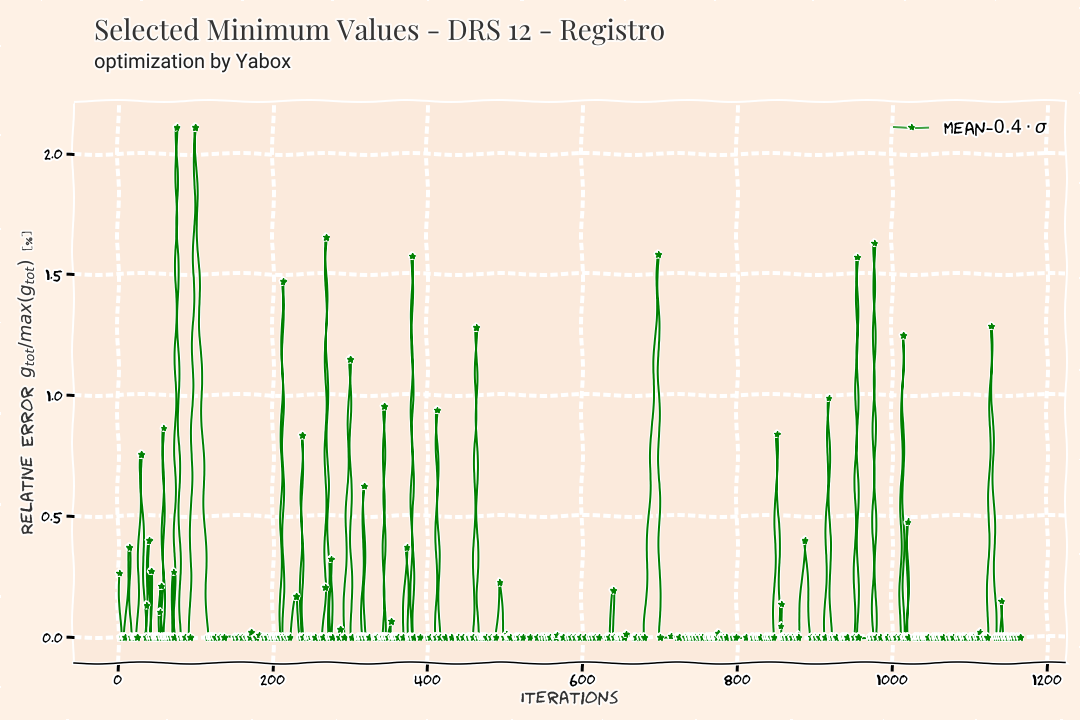 Selected Minimum Values - DRS 12 - Registro
optimization by Yabox
MEAN-0.4 · σ
2.0
1.5
1.0
0.5
0.0
RELATIVE ERROR g_tot/max(g_tot) [%]
0 200 400 600 800 1000 1200
ITERATIONS